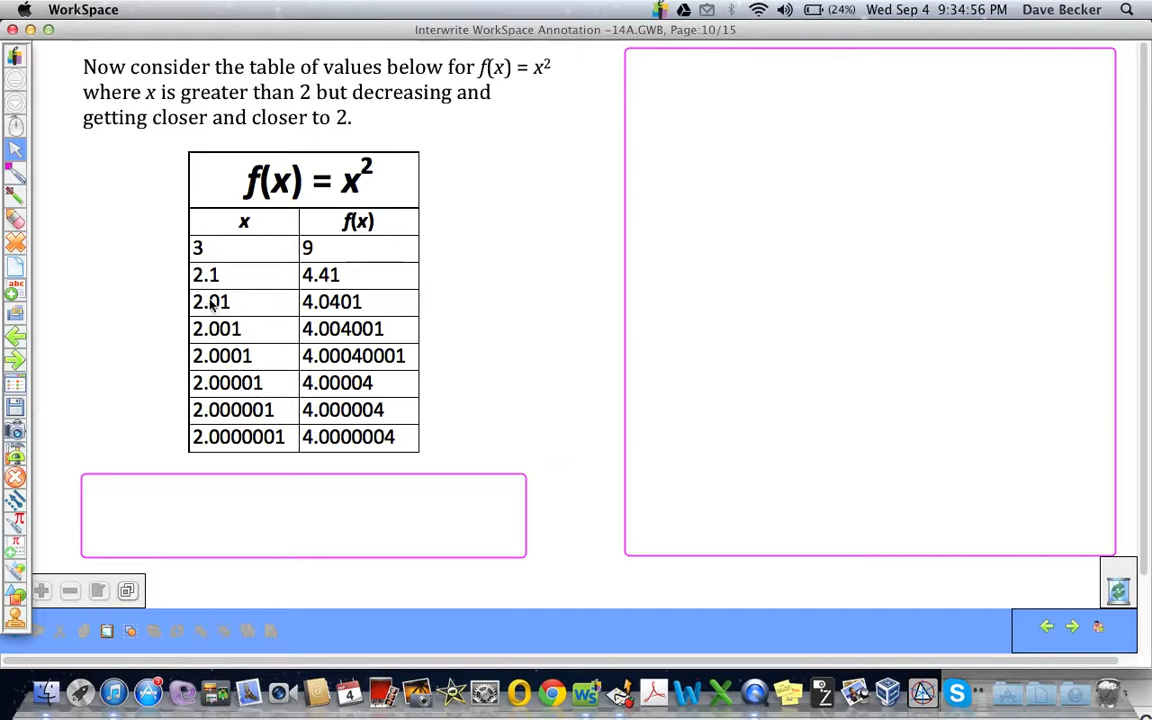 WorkSpace
(24%) Wed Sep 4 9:34:56 PM Dave Becker
Interwrite WorkSpace Annotation -14A.GWB, Page:10/15
Now consider the table of values below for f(x) = x²
where x is greater than 2 but decreasing and
getting closer and closer to 2.
f(x) = x²
x f(x)
3 9
2.1 4.41
2.01 4.0401
2.001 4.004001
2.0001 4.00040001
2.00001 4.00004
2.000001 4.000004
2.0000001 4.0000004